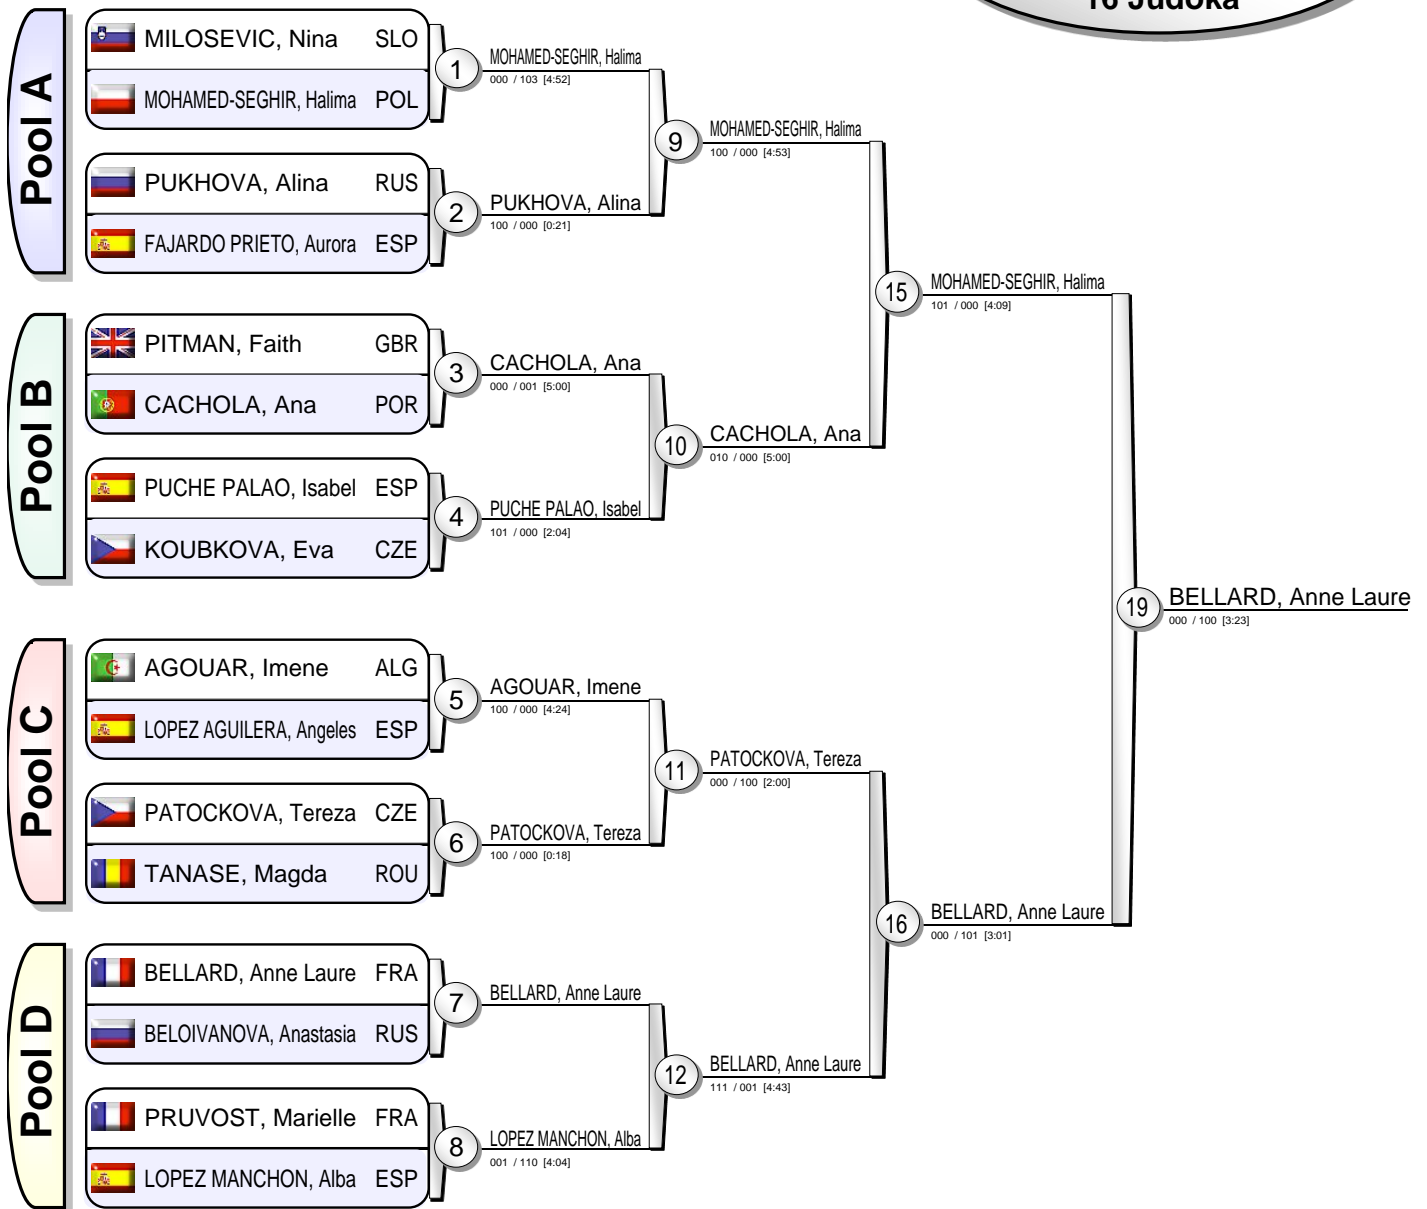 16 Judoka
Pool A
MILOSEVIC, Nina SLO
MOHAMED-SEGHIR, Halima POL
1
MOHAMED-SEGHIR, Halima
000 / 103 [4:52]
PUKHOVA, Alina RUS
FAJARDO PRIETO, Aurora ESP
2
PUKHOVA, Alina
100 / 000 [0:21]
9
MOHAMED-SEGHIR, Halima
100 / 000 [4:53]
Pool B
PITMAN, Faith GBR
CACHOLA, Ana POR
3
CACHOLA, Ana
000 / 001 [5:00]
PUCHE PALAO, Isabel ESP
KOUBKOVA, Eva CZE
4
PUCHE PALAO, Isabel
101 / 000 [2:04]
10
CACHOLA, Ana
010 / 000 [5:00]
15
MOHAMED-SEGHIR, Halima
101 / 000 [4:09]
Pool C
AGOUAR, Imene ALG
LOPEZ AGUILERA, Angeles ESP
5
AGOUAR, Imene
100 / 000 [4:24]
PATOCKOVA, Tereza CZE
TANASE, Magda ROU
6
PATOCKOVA, Tereza
100 / 000 [0:18]
11
PATOCKOVA, Tereza
000 / 100 [2:00]
Pool D
BELLARD, Anne Laure FRA
BELOIVANOVA, Anastasia RUS
7
BELLARD, Anne Laure
PRUVOST, Marielle FRA
LOPEZ MANCHON, Alba ESP
8
LOPEZ MANCHON, Alba
001 / 110 [4:04]
12
BELLARD, Anne Laure
111 / 001 [4:43]
16
BELLARD, Anne Laure
000 / 101 [3:01]
19
BELLARD, Anne Laure
000 / 100 [3:23]